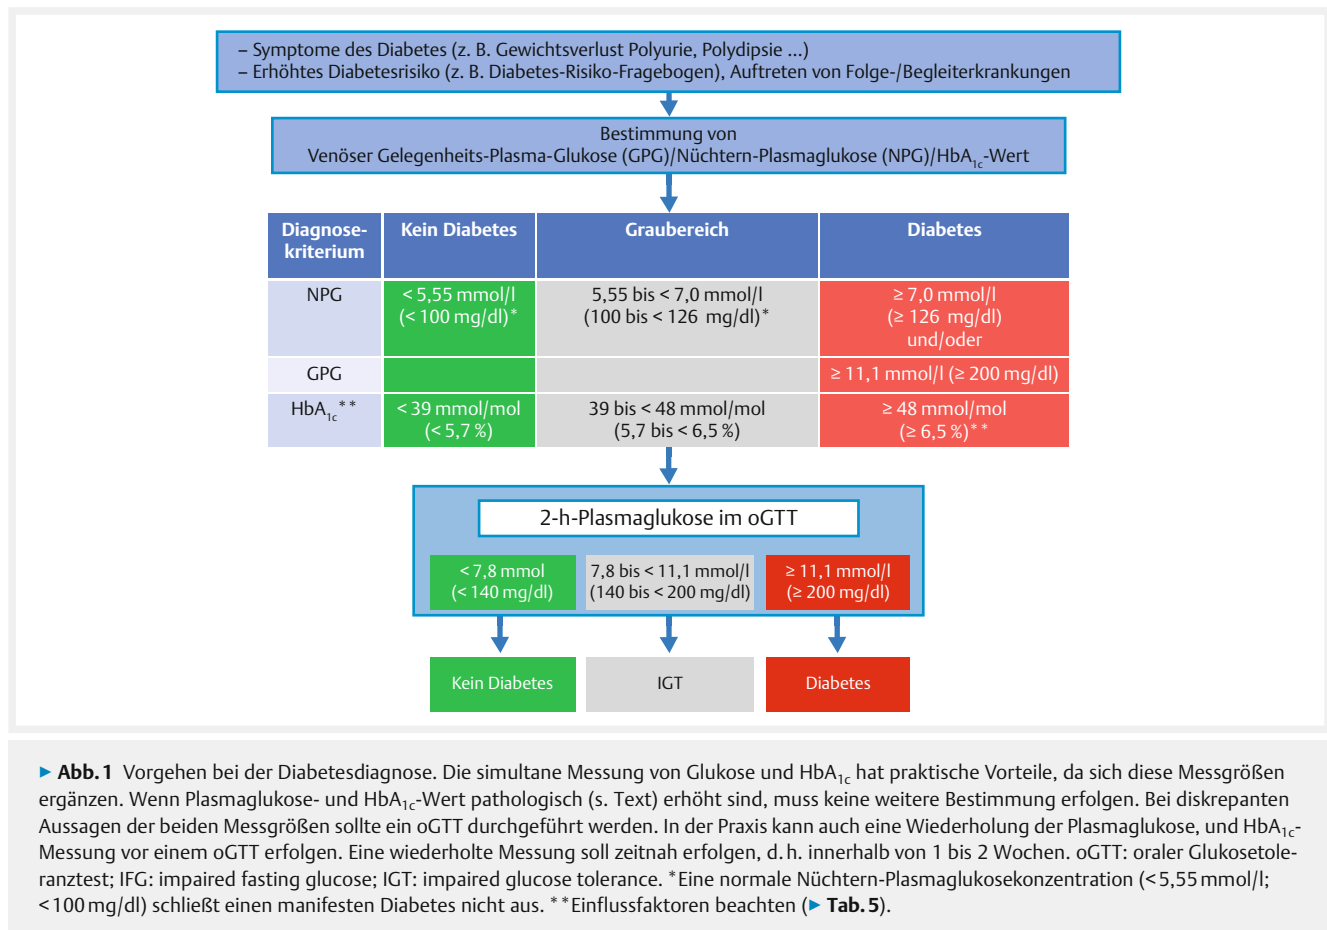 – Symptome des Diabetes (z. B. Gewichtsverlust Polyurie, Polydipsie ...)
– Erhöhtes Diabetesrisiko (z. B. Diabetes-Risiko-Fragebogen), Auftreten von Folge-/Begleiterkrankungen
Bestimmung von
Venöser Gelegenheits-Plasma-Glukose (GPG)/Nüchtern-Plasmaglukose (NPG)/HbA1c-Wert
Diagnose-
kriterium
Kein Diabetes
Graubereich
Diabetes
NPG
< 5,55 mmol/l
(< 100 mg/dl)*
5,55 bis < 7,0 mmol/l
(100 bis < 126 mg/dl)*
≥ 7,0 mmol/l
(≥ 126 mg/dl)
und/oder
GPG
≥ 11,1 mmol/l (≥ 200 mg/dl)
HbA1c**
< 39 mmol/mol
(< 5,7 %)
39 bis < 48 mmol/mol
(5,7 bis < 6,5 %)
≥ 48 mmol/mol
(≥ 6,5 %)**
2-h-Plasmaglukose im oGTT
< 7,8 mmol
(< 140 mg/dl)
7,8 bis < 11,1 mmol/l
(140 bis < 200 mg/dl)
≥ 11,1 mmol/l
(≥ 200 mg/dl)
Kein Diabetes
IGT
Diabetes
▶ Abb. 1 Vorgehen bei der Diabetesdiagnose. Die simultane Messung von Glukose und HbA1c hat praktische Vorteile, da sich diese Messgrößen
ergänzen. Wenn Plasmaglukose- und HbA1c-Wert pathologisch (s. Text) erhöht sind, muss keine weitere Bestimmung erfolgen. Bei diskrepanten
Aussagen der beiden Messgrößen sollte ein oGTT durchgeführt werden. In der Praxis kann auch eine Wiederholung der Plasmaglukose, und HbA1c-
Messung vor einem oGTT erfolgen. Eine wiederholte Messung soll zeitnah erfolgen, d. h. innerhalb von 1 bis 2 Wochen. oGTT: oraler Glukosetole-
ranztest; IFG: impaired fasting glucose; IGT: impaired glucose tolerance. *Eine normale Nüchtern-Plasmaglukosekonzentration (< 5,55 mmol/l;
< 100 mg/dl) schließt einen manifesten Diabetes nicht aus. **Einflussfaktoren beachten (▶ Tab. 5).